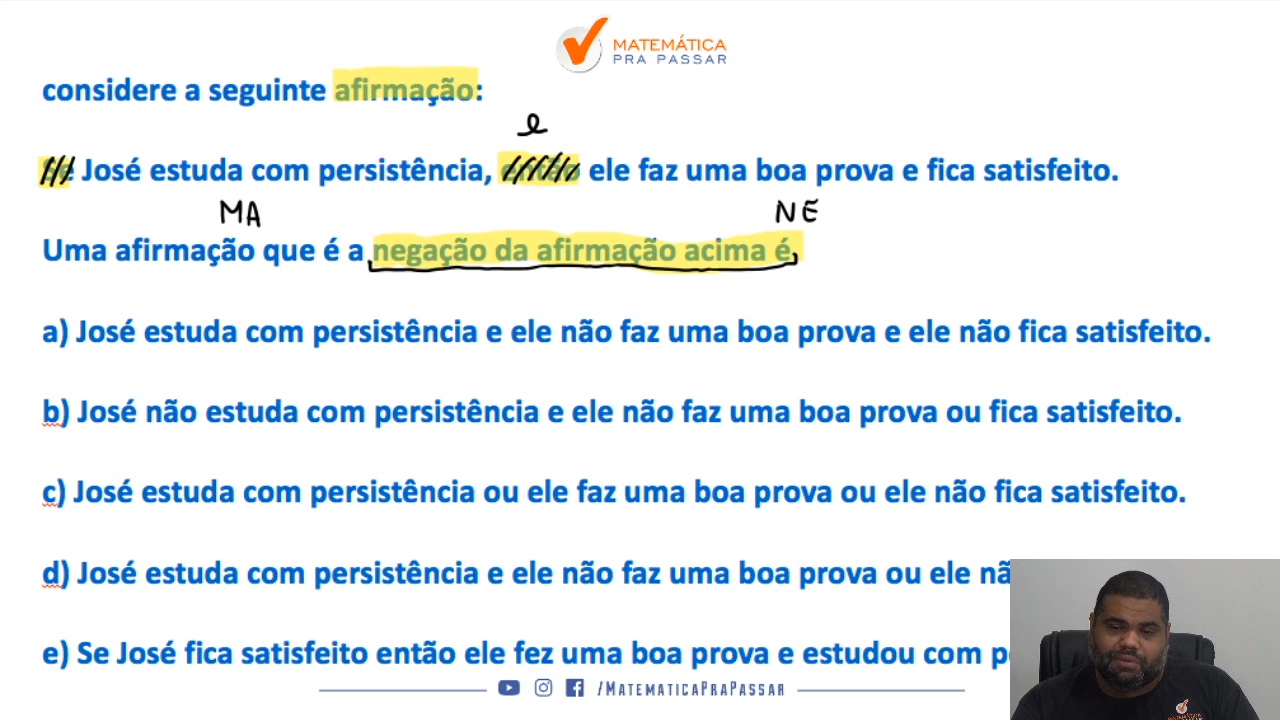 MATEMÁTICA
PRA PASSAR
considere a seguinte afirmação:
e
Se José estuda com persistência, então ele faz uma boa prova e fica satisfeito.
MA NE
Uma afirmação que é a negação da afirmação acima é,
a) José estuda com persistência e ele não faz uma boa prova e ele não fica satisfeito.
b) José não estuda com persistência e ele não faz uma boa prova ou fica satisfeito.
c) José estuda com persistência ou ele faz uma boa prova ou ele não fica satisfeito.
d) José estuda com persistência e ele não faz uma boa prova ou ele
e) Se José fica satisfeito então ele fez uma boa prova e estudou com
/MATEMATICAPRAPASSAR